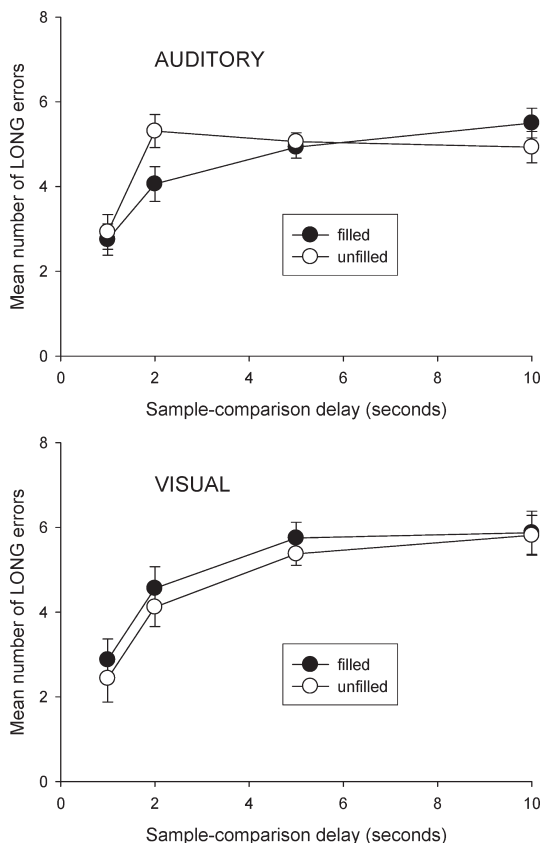 8
AUDITORY
6
4
2
0
Mean number of LONG errors
filled
unfilled
0 2 4 6 8 10
Sample-comparison delay (seconds)
8
VISUAL
6
4
2
0
Mean number of LONG errors
filled
unfilled
0 2 4 6 8 10
Sample-comparison delay (seconds)